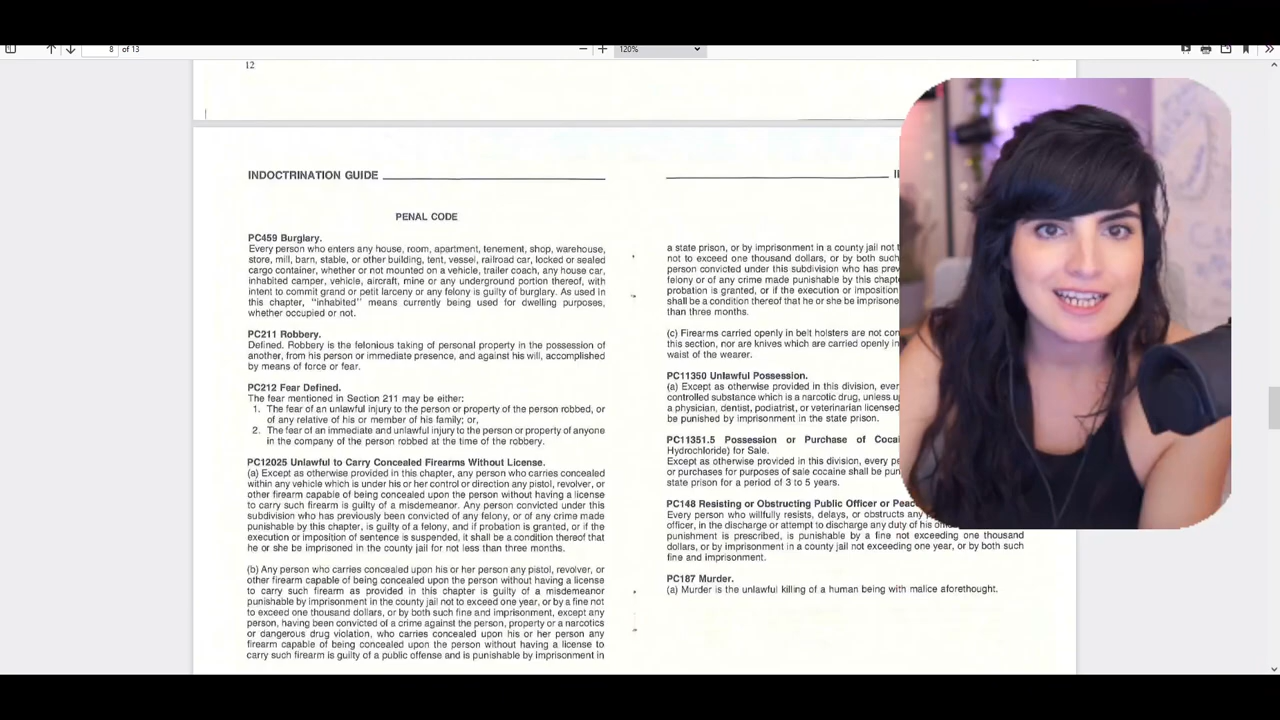 8 of 13
120%
12
INDOCTRINATION GUIDE
PENAL CODE
PC459 Burglary.
Every person who enters any house, room, apartment, tenement, shop, warehouse,
store, mill, barn, stable, or other building, tent, vessel, railroad car, locked or sealed
cargo container, whether or not mounted on a vehicle, trailer coach, any house car,
inhabited camper, vehicle, aircraft, mine or any underground portion thereof, with
intent to commit grand or petit larceny or any felony is guilty of burglary. As used in
this chapter, "inhabited" means currently being used for dwelling purposes,
whether occupied or not.
PC211 Robbery.
Defined. Robbery is the felonious taking of personal property in the possession of
another, from his person or immediate presence, and against his will, accomplished
by means of force or fear.
PC212 Fear Defined.
The fear mentioned in Section 211 may be either:
1. The fear of an unlawful injury to the person or property of the person robbed, or
of any relative of his or member of his family; or,
2. The fear of an immediate and unlawful injury to the person or property of anyone
in the company of the person robbed at the time of the robbery.
PC12025 Unlawful to Carry Concealed Firearms Without License.
(a) Except as otherwise provided in this chapter, any person who carries concealed
within any vehicle which is under his or her control or direction any pistol, revolver, or
other firearm capable of being concealed upon the person without having a license
to carry such firearm is guilty of a misdemeanor. Any person convicted under this
subdivision who has previously been convicted of any felony, or of any crime made
punishable by this chapter, is guilty of a felony, and if probation is granted, or if the
execution or imposition of sentence is suspended, it shall be a condition thereof that
he or she be imprisoned in the county jail for not less than three months.
(b) Any person who carries concealed upon his or her person any pistol, revolver, or
other firearm capable of being concealed upon the person without having a license
to carry such firearm as provided in this chapter is guilty of a misdemeanor
punishable by imprisonment in the county jail not to exceed one year, or by a fine not
to exceed one thousand dollars, or by both such fine and imprisonment, except any
person, having been convicted of a crime against the person, property or a narcotics
or dangerous drug violation, who carries concealed upon his or her person any
firearm capable of being concealed upon the person without having a license to
carry such firearm is guilty of a public offense and is punishable by imprisonment in
a state prison, or by imprisonment in a county jail not
not to exceed one thousand dollars, or by both such
person convicted under this subdivision who has
felony or of any crime made punishable by this
probation is granted, or if the execution or imposition
shall be a condition thereof that he or she be
than three months.
(c) Firearms carried openly in belt holsters are not
this section, nor are knives which are carried openly in
waist of the wearer.
PC11350 Unlawful Possession.
(a) Except as otherwise provided in this division,
controlled substance which is a narcotic drug, unless
a physician, dentist, podiatrist, or veterinarian licensed
be punished by imprisonment in the state prison.
PC11351.5 Possession or Purchase of
Hydrochloride) for Sale.
Except as otherwise provided in this division, every
or purchases for purposes of sale cocaine shall be
state prison for a period of 3 to 5 years.
PC148 Resisting or Obstructing Public Officer or
Every person who willfully resists, delays, or obstructs any
officer, in the discharge or attempt to discharge any duty of his
punishment is prescribed, is punishable by a fine not exceeding one thousand
dollars, or by imprisonment in a county jail not exceeding one year, or by both such
fine and imprisonment.
PC187 Murder.
(a) Murder is the unlawful killing of a human being with malice aforethought.